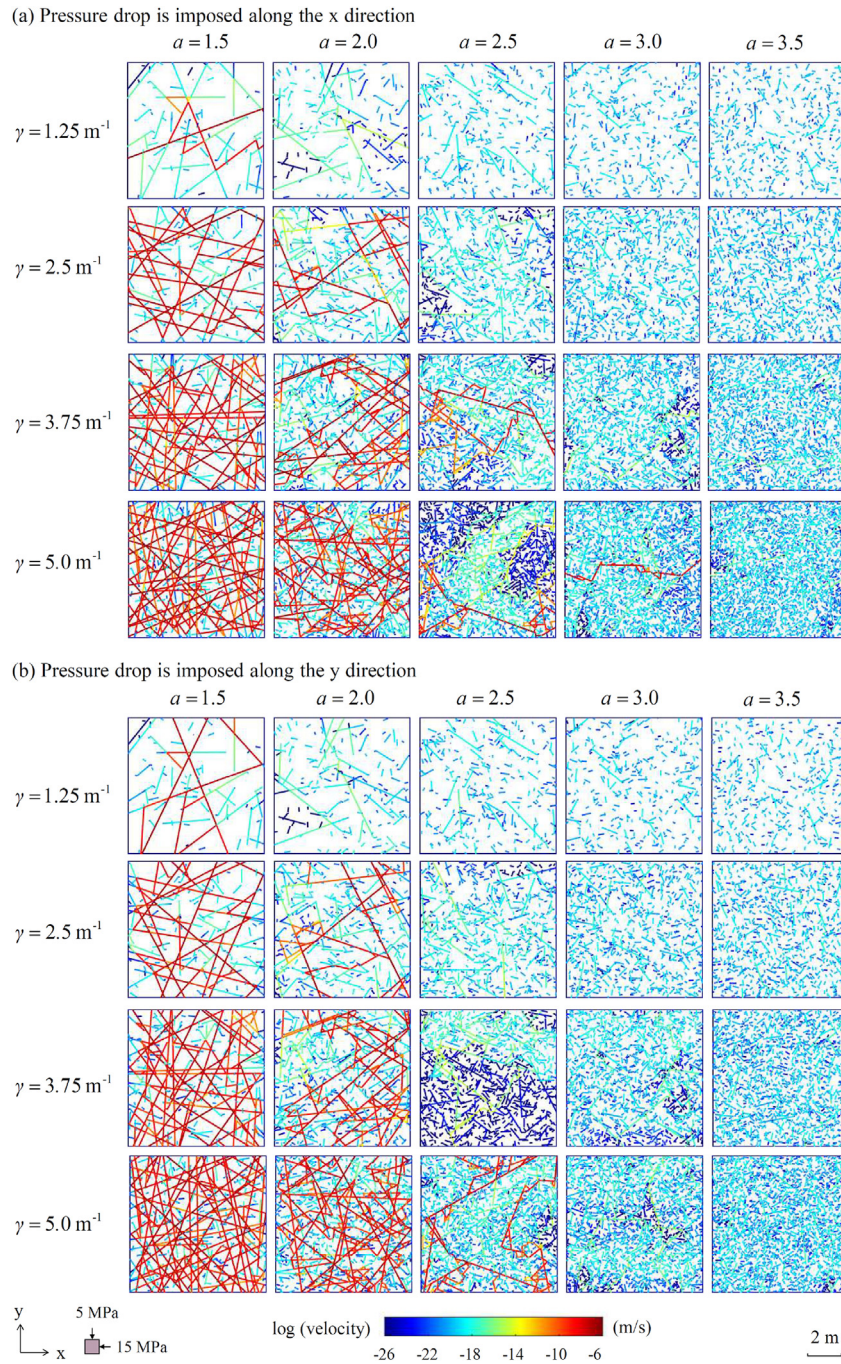 (a) Pressure drop is imposed along the x direction
a = 1.5 a = 2.0 a = 2.5 a = 3.0 a = 3.5
γ = 1.25 m⁻¹
γ = 2.5 m⁻¹
γ = 3.75 m⁻¹
γ = 5.0 m⁻¹
(b) Pressure drop is imposed along the y direction
a = 1.5 a = 2.0 a = 2.5 a = 3.0 a = 3.5
γ = 1.25 m⁻¹
γ = 2.5 m⁻¹
γ = 3.75 m⁻¹
γ = 5.0 m⁻¹
y
x
5 MPa
15 MPa
log (velocity) (m/s)
-26 -22 -18 -14 -10 -6
2 m